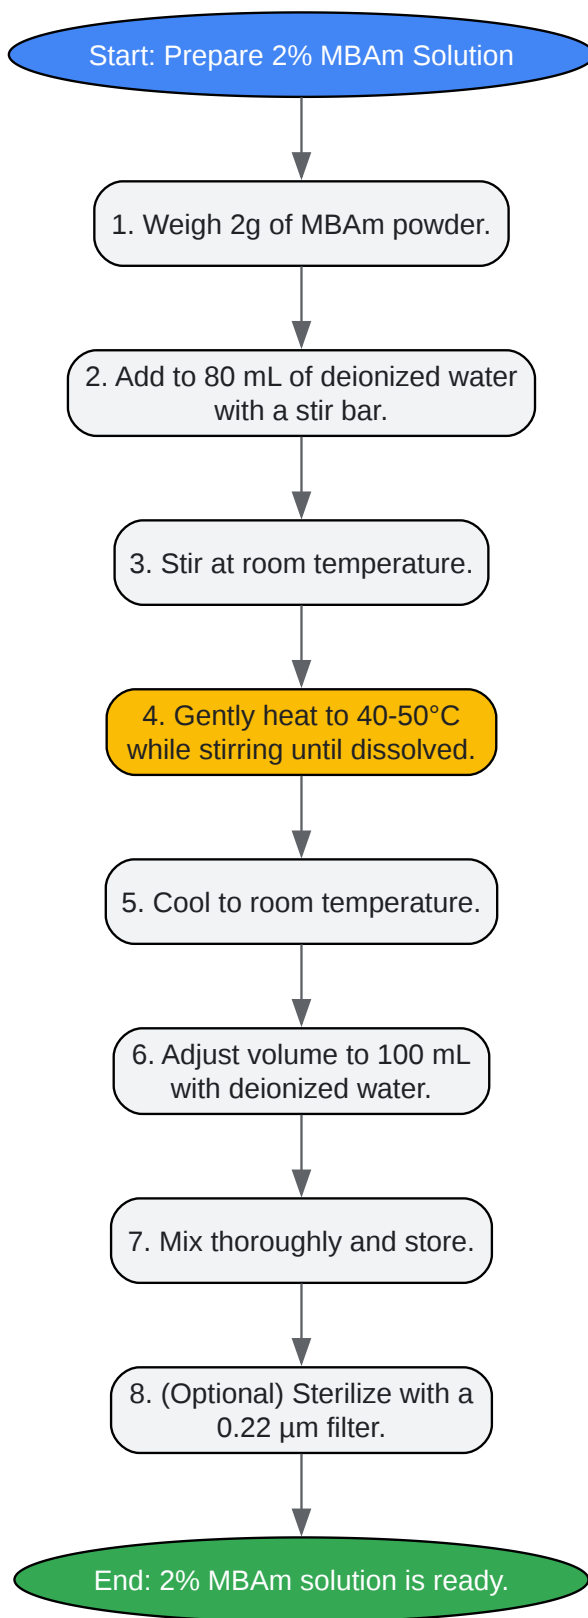 Start: Prepare 2% MBAm Solution
1. Weigh 2g of MBAm powder.
2. Add to 80 mL of deionized water
with a stir bar.
3. Stir at room temperature.
4. Gently heat to 40-50°C
while stirring until dissolved.
5. Cool to room temperature.
6. Adjust volume to 100 mL
with deionized water.
7. Mix thoroughly and store.
8. (Optional) Sterilize with a
0.22 µm filter.
End: 2% MBAm solution is ready.